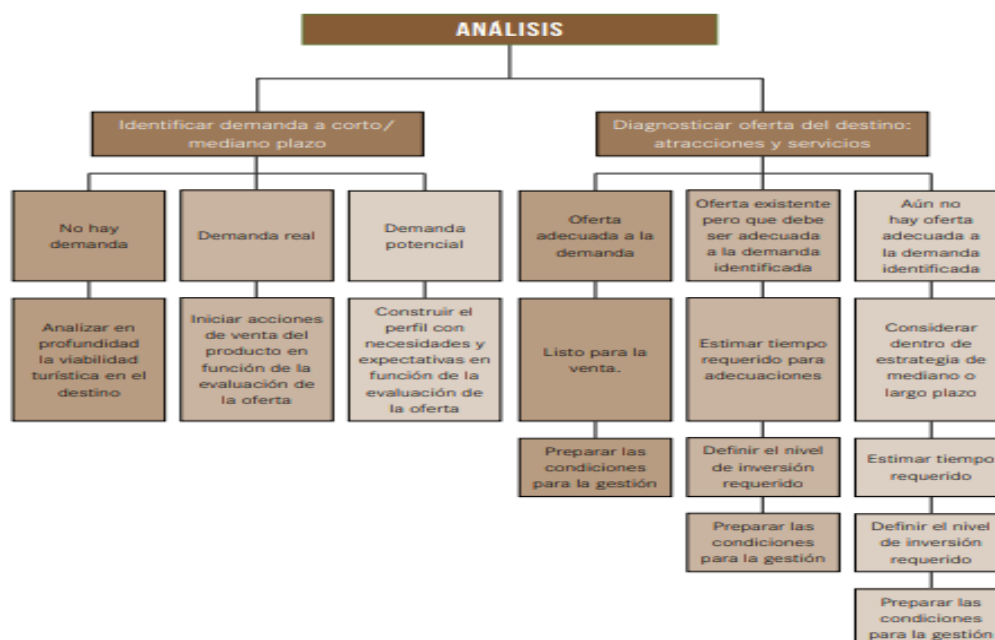 ANÁLISIS
Identificar demanda a corto/
mediano plazo
Diagnosticar oferta del destino:
atracciones y servicios
No hay
demanda
Demanda real
Demanda
potencial
Oferta
adecuada a la
demanda
Oferta existente
pero que debe
ser adecuada
a la demanda
identificada
Aún no
hay oferta
adecuada a
la demanda
identificada
Analizar en
profundidad
la viabilidad
turística en el
destino
Iniciar acciones
de venta del
producto en
función de la
evaluación de
la oferta
Construir el
perfil con
necesidades y
expectativas en
función de la
evaluación de
la oferta
Listo para la
venta.
Estimar tiempo
requerido para
adecuaciones
Considerar
dentro de
estrategia de
mediano o
largo plazo
Preparar las
condiciones
para la gestión
Definir el nivel
de inversión
requerido
Estimar tiempo
requerido
Preparar las
condiciones
para la gestión
Definir el nivel
de inversión
requerido
Preparar las
condiciones
para la gestión